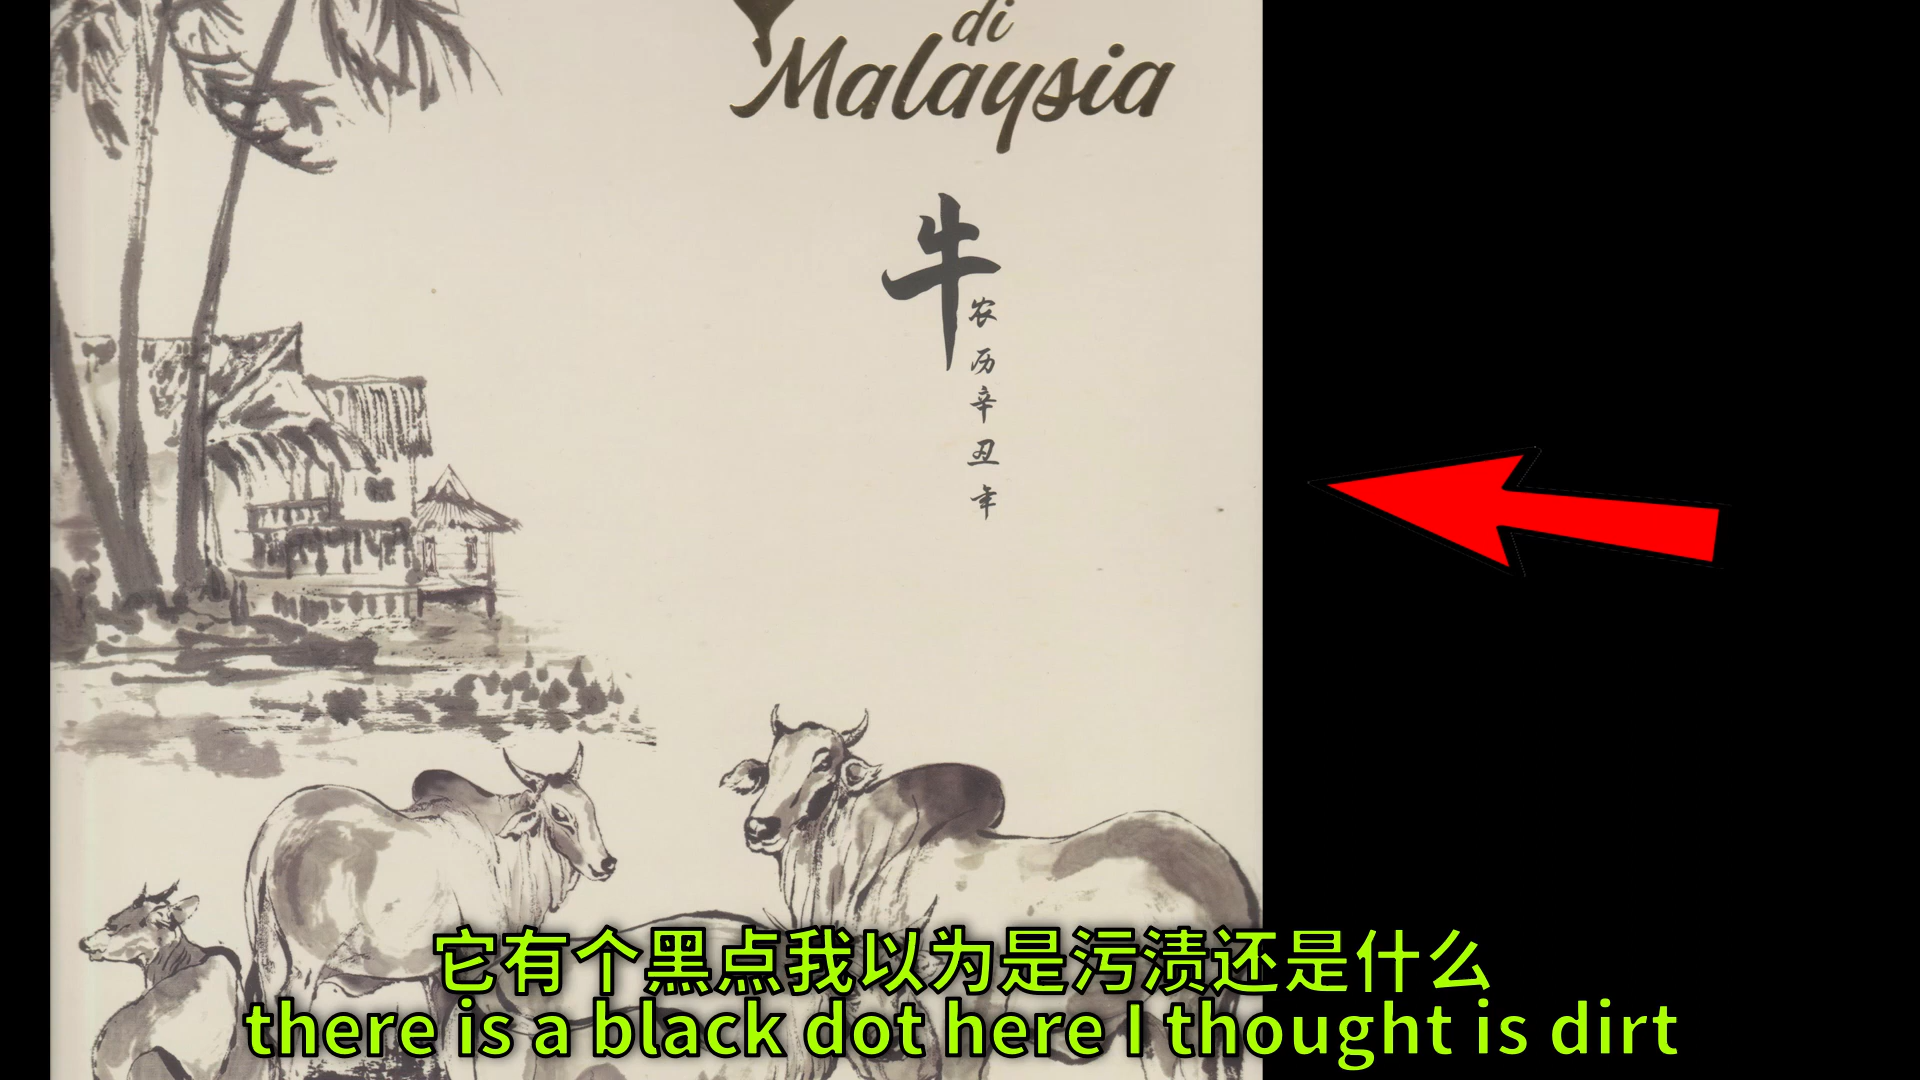 di
Malaysia
牛
农历辛丑年
它有个黑点我以为是污渍还是什么
there is a black dot here I thought is dirt